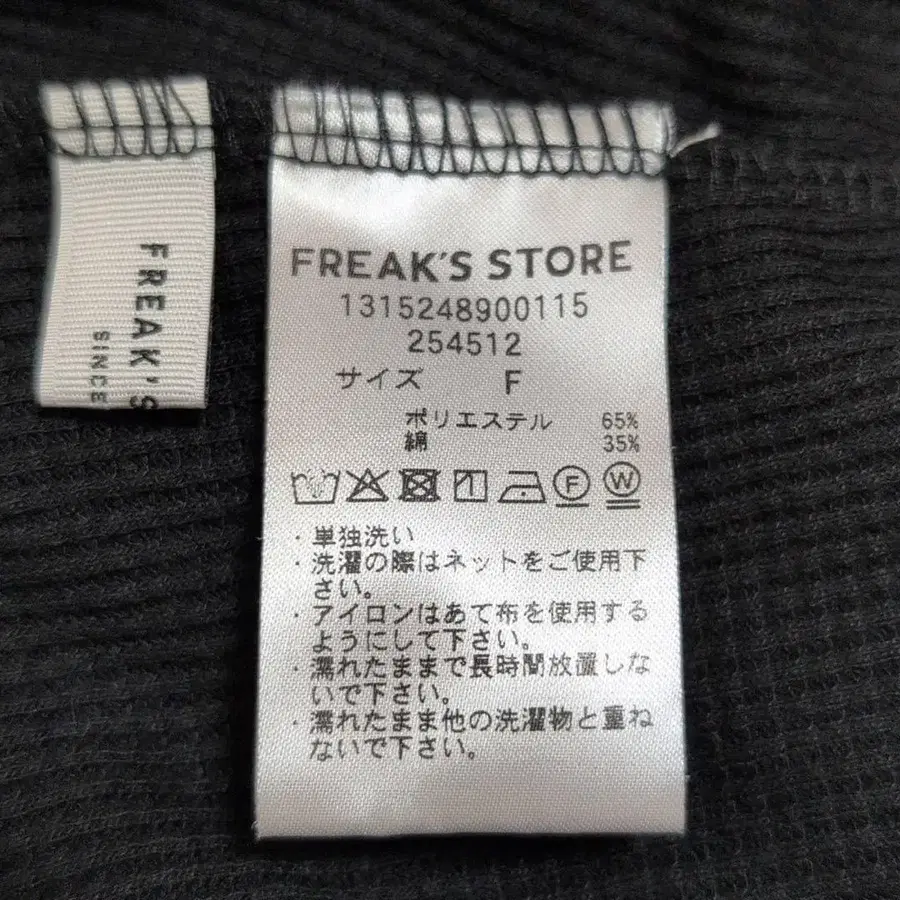 FREAK'S
SINCE
FREAK'S STORE
1315248900115
254512
サイズ F
ポリエステル 65%
綿 35%
F W
・単独洗い
・洗濯の際はネットをご使用下
さい。
・アイロンはあて布を使用する
ようにして下さい。
・濡れたままで長時間放置しな
いで下さい。
・濡れたまま他の洗濯物と重ね
ないで下さい。